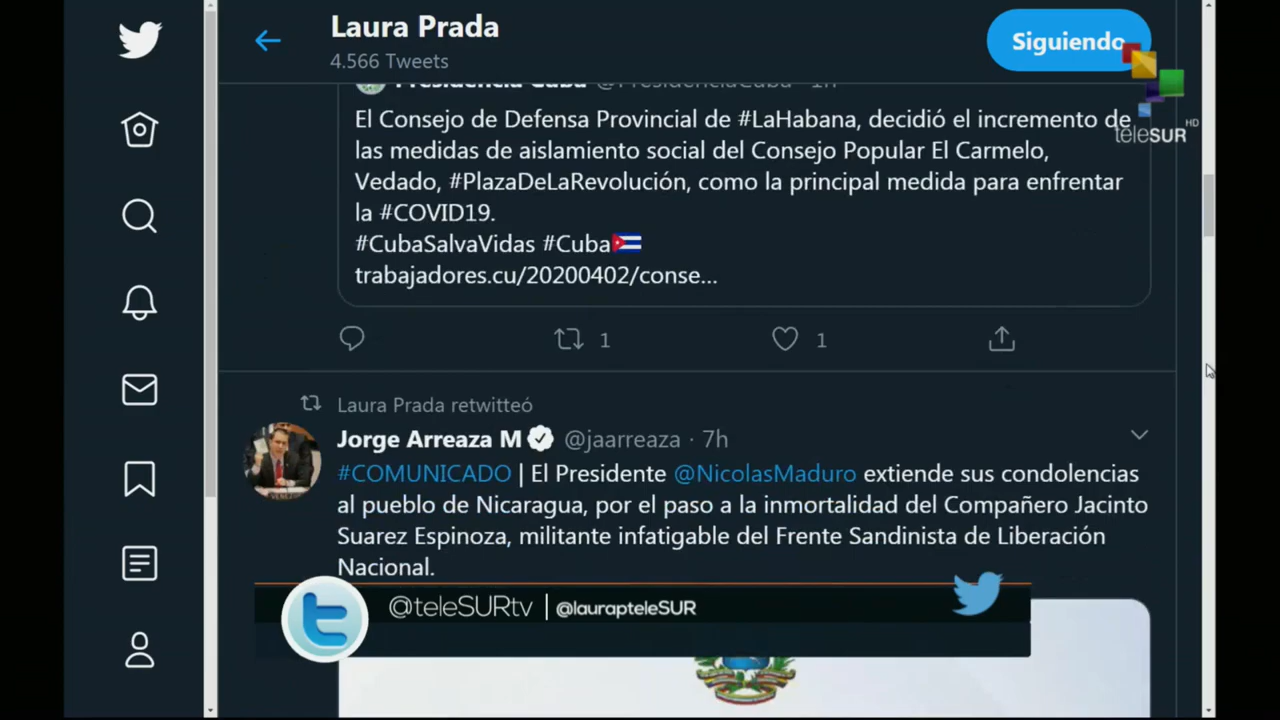 Laura Prada
4.566 Tweets
Siguiendo
Presidencia Cuba @PresidenciaCuba · 1h
El Consejo de Defensa Provincial de #LaHabana, decidió el incremento de
las medidas de aislamiento social del Consejo Popular El Carmelo,
Vedado, #PlazaDeLaRevolución, como la principal medida para enfrentar
la #COVID19.
#CubaSalvaVidas #Cuba
trabajadores.cu/20200402/conse...
teleSUR HD
1
1
Laura Prada retwitteó
Jorge Arreaza M @jaarreaza · 7h
#COMUNICADO | El Presidente @NicolasMaduro extiende sus condolencias
al pueblo de Nicaragua, por el paso a la inmortalidad del Compañero Jacinto
Suarez Espinoza, militante infatigable del Frente Sandinista de Liberación
Nacional.
@teleSURtv | @laurapteleSUR